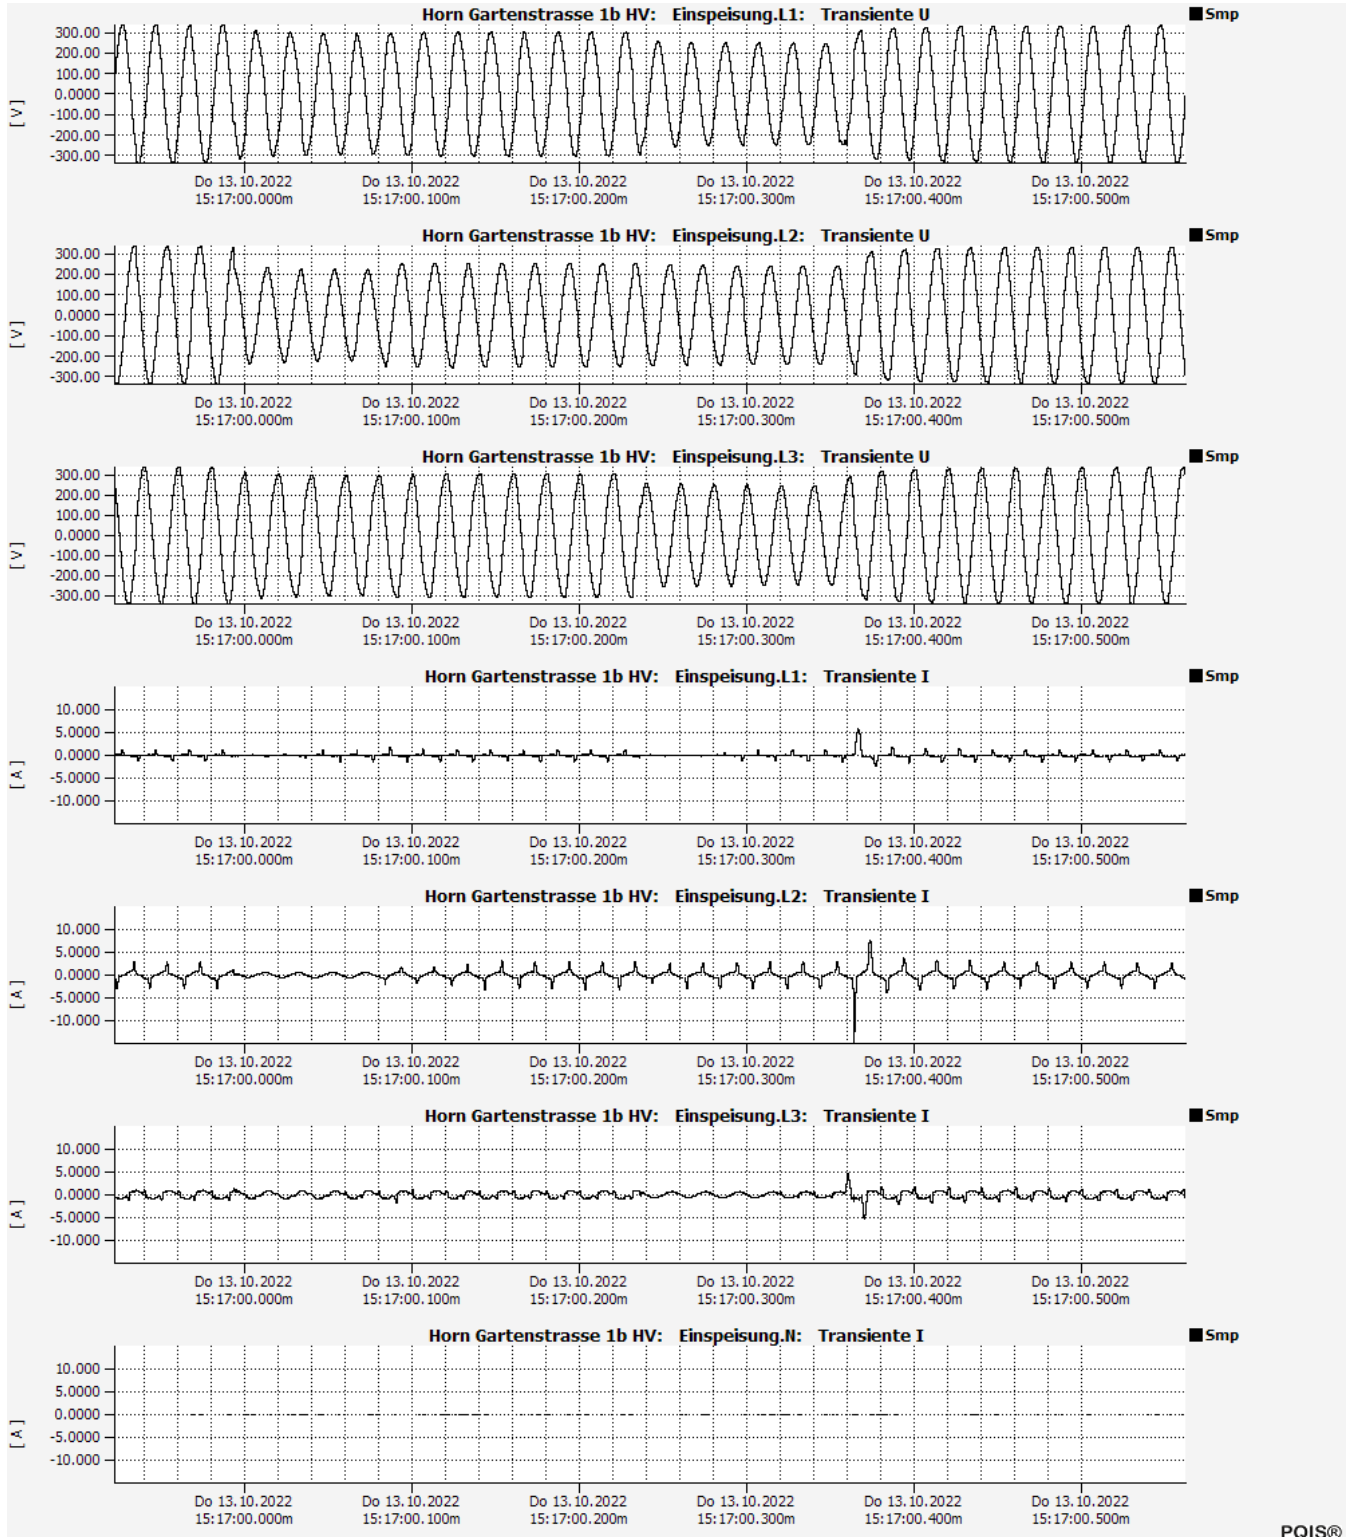 Horn Gartenstrasse 1b HV: Einspeisung.L1: Transiente U
Smp
300.00
200.00
100.00
0.0000
-100.00
-200.00
-300.00
[ V ]
Do 13.10.2022 Do 13.10.2022 Do 13.10.2022 Do 13.10.2022 Do 13.10.2022 Do 13.10.2022
15:17:00.000m 15:17:00.100m 15:17:00.200m 15:17:00.300m 15:17:00.400m 15:17:00.500m
Horn Gartenstrasse 1b HV: Einspeisung.L2: Transiente U
Smp
300.00
200.00
100.00
0.0000
-100.00
-200.00
-300.00
[ V ]
Do 13.10.2022 Do 13.10.2022 Do 13.10.2022 Do 13.10.2022 Do 13.10.2022 Do 13.10.2022
15:17:00.000m 15:17:00.100m 15:17:00.200m 15:17:00.300m 15:17:00.400m 15:17:00.500m
Horn Gartenstrasse 1b HV: Einspeisung.L3: Transiente U
Smp
300.00
200.00
100.00
0.0000
-100.00
-200.00
-300.00
[ V ]
Do 13.10.2022 Do 13.10.2022 Do 13.10.2022 Do 13.10.2022 Do 13.10.2022 Do 13.10.2022
15:17:00.000m 15:17:00.100m 15:17:00.200m 15:17:00.300m 15:17:00.400m 15:17:00.500m
Horn Gartenstrasse 1b HV: Einspeisung.L1: Transiente I
Smp
10.000
5.0000
0.0000
-5.0000
-10.000
[ A ]
Do 13.10.2022 Do 13.10.2022 Do 13.10.2022 Do 13.10.2022 Do 13.10.2022 Do 13.10.2022
15:17:00.000m 15:17:00.100m 15:17:00.200m 15:17:00.300m 15:17:00.400m 15:17:00.500m
Horn Gartenstrasse 1b HV: Einspeisung.L2: Transiente I
Smp
10.000
5.0000
0.0000
-5.0000
-10.000
[ A ]
Do 13.10.2022 Do 13.10.2022 Do 13.10.2022 Do 13.10.2022 Do 13.10.2022 Do 13.10.2022
15:17:00.000m 15:17:00.100m 15:17:00.200m 15:17:00.300m 15:17:00.400m 15:17:00.500m
Horn Gartenstrasse 1b HV: Einspeisung.L3: Transiente I
Smp
10.000
5.0000
0.0000
-5.0000
-10.000
[ A ]
Do 13.10.2022 Do 13.10.2022 Do 13.10.2022 Do 13.10.2022 Do 13.10.2022 Do 13.10.2022
15:17:00.000m 15:17:00.100m 15:17:00.200m 15:17:00.300m 15:17:00.400m 15:17:00.500m
Horn Gartenstrasse 1b HV: Einspeisung.N: Transiente I
Smp
10.000
5.0000
0.0000
-5.0000
-10.000
[ A ]
Do 13.10.2022 Do 13.10.2022 Do 13.10.2022 Do 13.10.2022 Do 13.10.2022 Do 13.10.2022
15:17:00.000m 15:17:00.100m 15:17:00.200m 15:17:00.300m 15:17:00.400m 15:17:00.500m
PQIS®